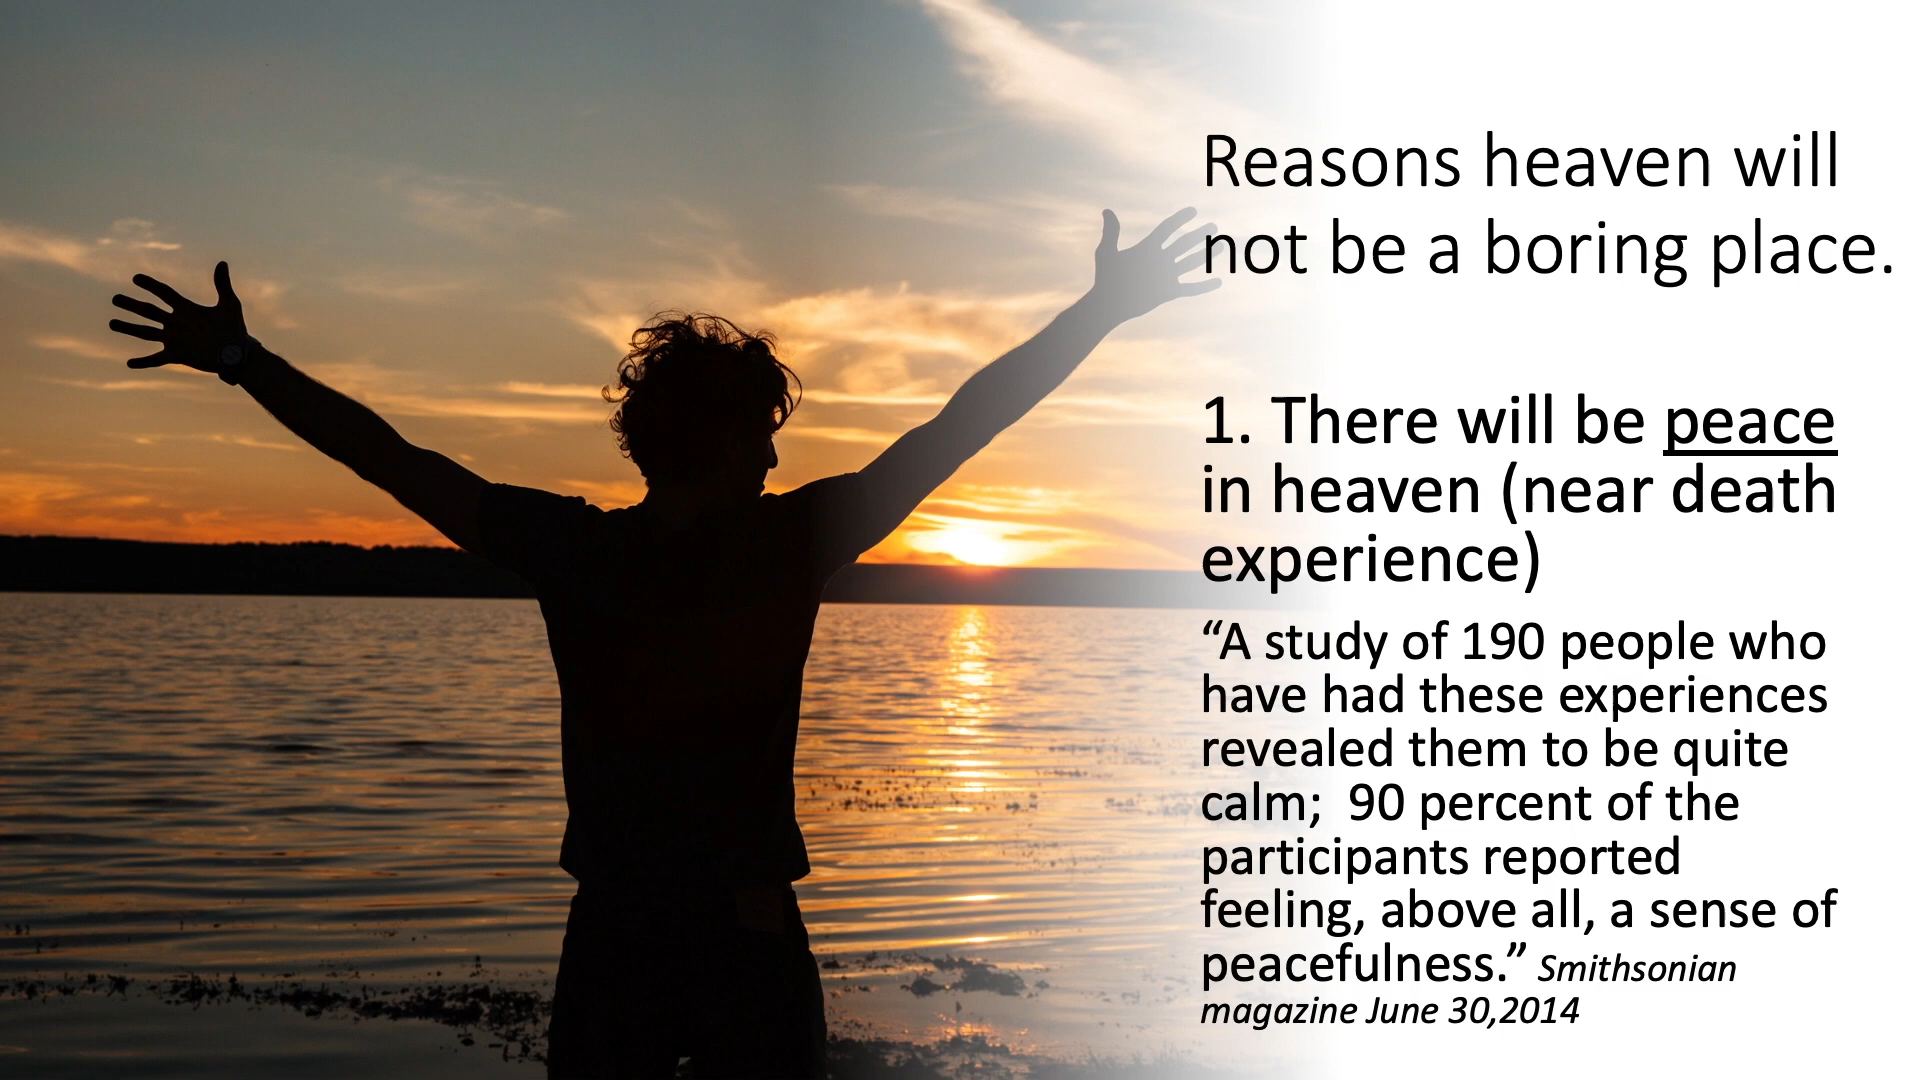 Reasons heaven will
not be a boring place.
1. There will be peace
in heaven (near death
experience)
“A study of 190 people who
have had these experiences
revealed them to be quite
calm;  90 percent of the
participants reported
feeling, above all, a sense of
peacefulness.” Smithsonian
magazine June 30,2014